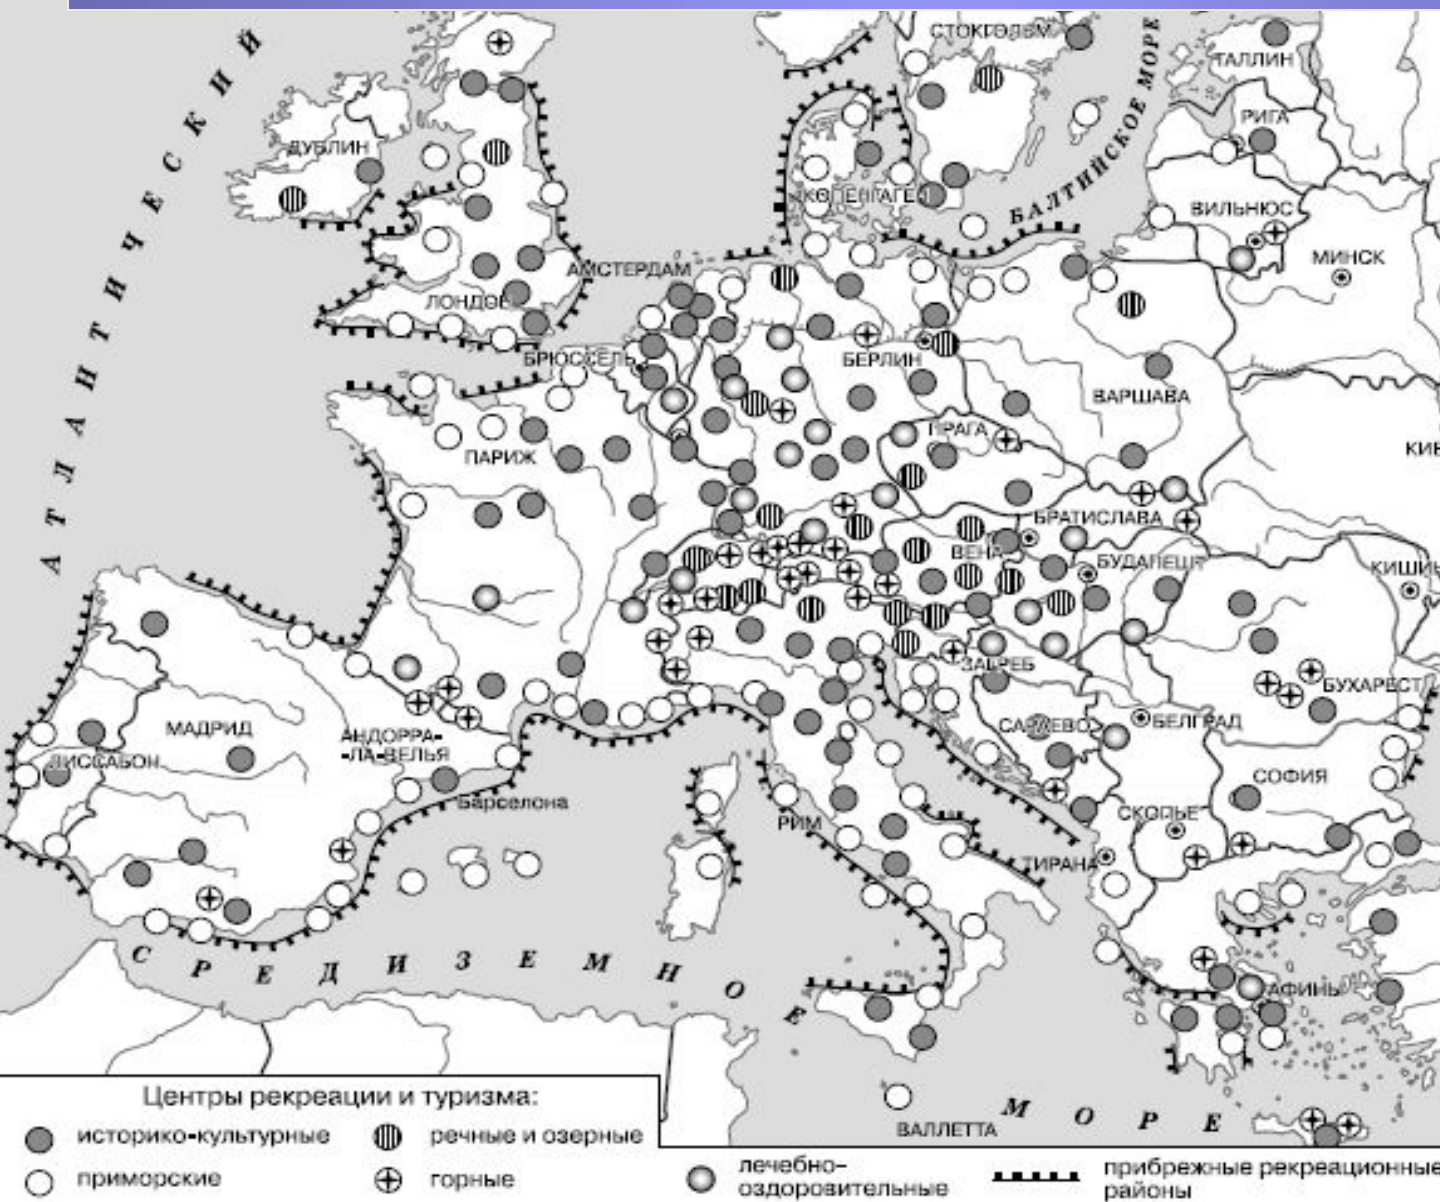 АТЛАНТИЧЕСКИЙ
СТОКГОЛЬМ
БАЛТИЙСКОЕ МОРЕ
ТАЛЛИН
РИГА
ДУБЛИН
КОПЕНГАГЕН
ВИЛЬНЮС
МИНСК
АМСТЕРДАМ
ЛОНДОН
БРЮССЕЛЬ
БЕРЛИН
ВАРШАВА
ПРАГА
КИЕ
ПАРИЖ
БРАТИСЛАВА
ВЕНА
БУДАПЕШТ
КИШИН
ЗАГРЕБ
БУХАРЕСТ
МАДРИД
АНДОРРА-
-ЛА-ВЕЛЬЯ
САРАЕВО
БЕЛГРАД
ЛИССАБОН
СОФИЯ
Барселона
РИМ
СКОПЬЕ
ТИРАНА
АФИНЫ
СРЕДИЗЕМНОЕ
МОРЕ
ВАЛЛЕТТА
Центры рекреации и туризма:
историко-культурные
речные и озерные
приморские
горные
лечебно-
оздоровительные
прибрежные рекреационные
районы